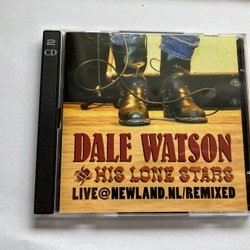 2
CD
DALE WATSON
& HIS LONE STARS
LIVE@NEWLAND.NL/REMIXED